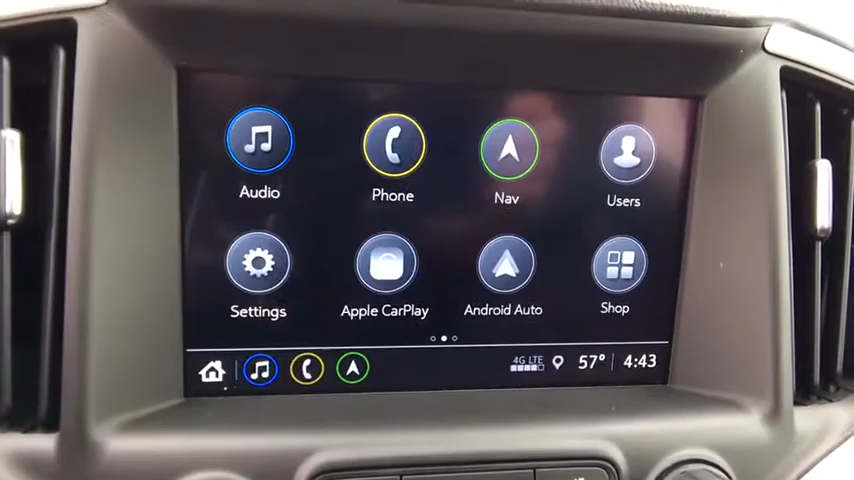 Audio
Phone
Nav
Users
Settings
Apple CarPlay
Android Auto
Shop
4G LTE
57°
4:43